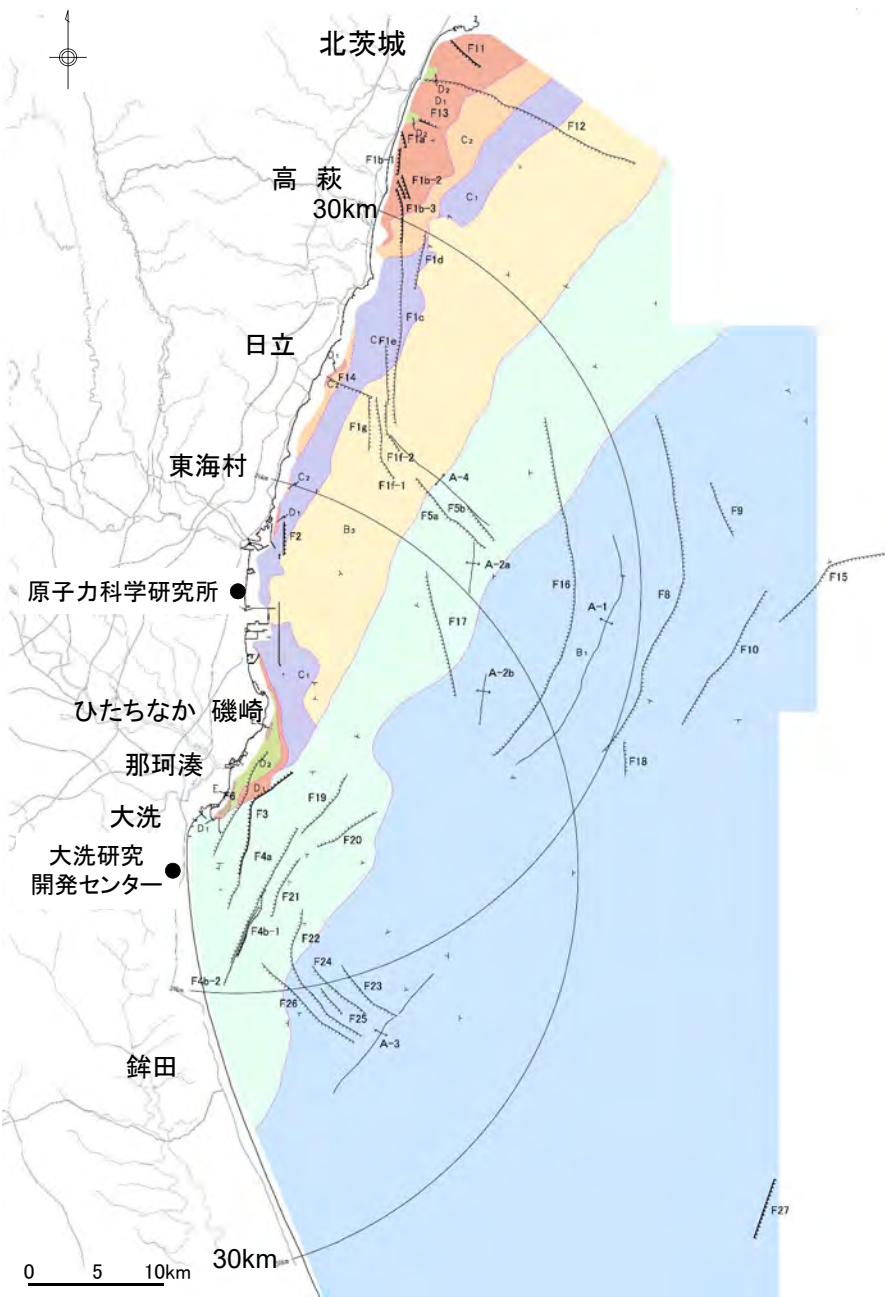 北茨城
F11
D₂
D₁
F13
D₂
F1a
C₂
F12
F1b-1
高 萩
F1b-2
C₁
30km
F1b-3
F1d
F1c
日立
D₁
F1e
F14
C₂
F1g
F1f-2
東海村
A-4
F1f-1
C₂
F5b
F5a
F9
D₁
F2
B₃
A-2a
F15
F16
原子力科学研究所
A-1
F8
F17
F10
B₁
C₁
A-2b
ひたちなか 磯崎
那珂湊
D₂
F18
E
F6
D₁
F19
大洗
F3
D₁
F20
大洗研究
開発センター
F4a
F21
F4b-1
F22
F24
F4b-2
F23
F26
F25
A-3
鉾田
F27
30km
0 5 10km